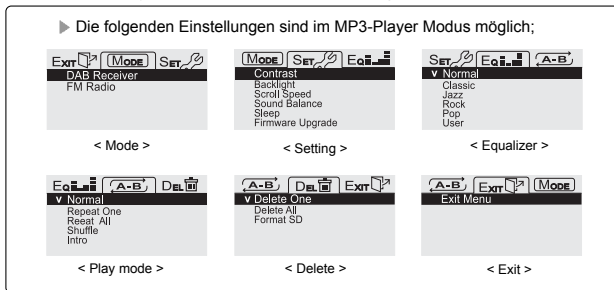 Die folgenden Einstellungen sind im MP3-Player Modus möglich;
EXIT MODE SET
DAB Receiver
FM Radio
< Mode >
MODE SET EQ
Contrast
Backlight
Scroll Speed
Sound Balance
Sleep
Firmware Upgrade
< Setting >
SET EQ A-B
v Normal
Classic
Jazz
Rock
Pop
User
< Equalizer >
EQ A-B DEL
v Normal
Repeat One
Reeat All
Shuffle
Intro
< Play mode >
A-B DEL EXIT
v Delete One
Delete All
Format SD
< Delete >
A-B EXIT MODE
Exit Menu
< Exit >